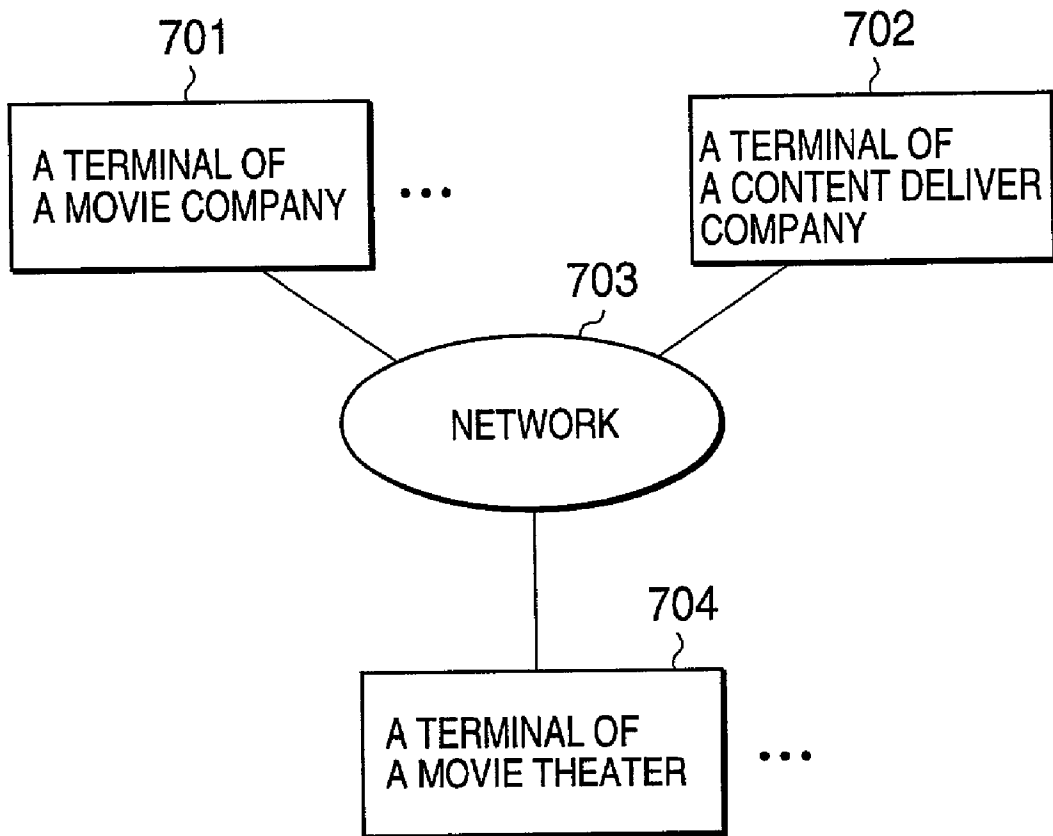 701
702
A TERMINAL OF
A MOVIE COMPANY
•••
A TERMINAL OF
A CONTENT DELIVER
COMPANY
703
NETWORK
704
A TERMINAL OF
A MOVIE THEATER
•••